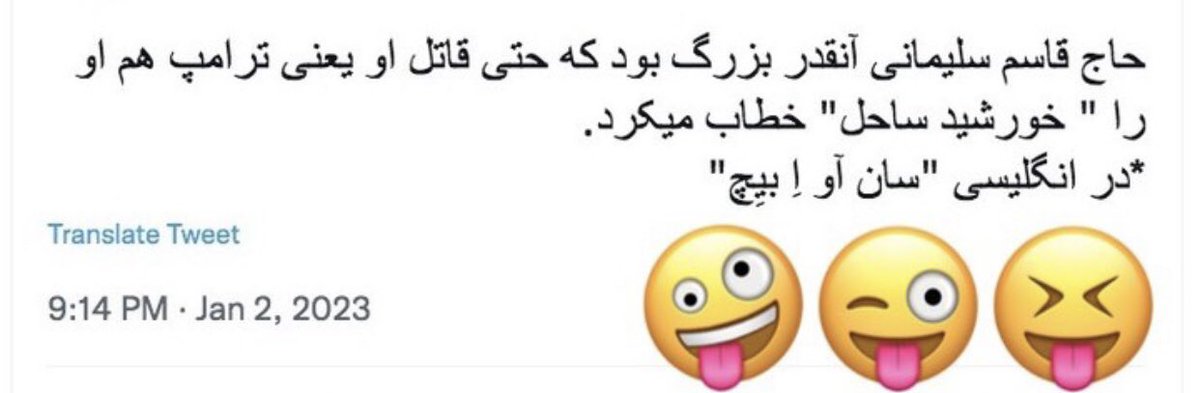 حاج قاسم سلیمانی آنقدر بزرگ بود که حتی قاتل او یعنی ترامپ هم او
را " خورشید ساحل" خطاب میکرد.
*در انگلیسی "سان آو اِ بیِچ"
Translate Tweet
9:14 PM · Jan 2, 2023